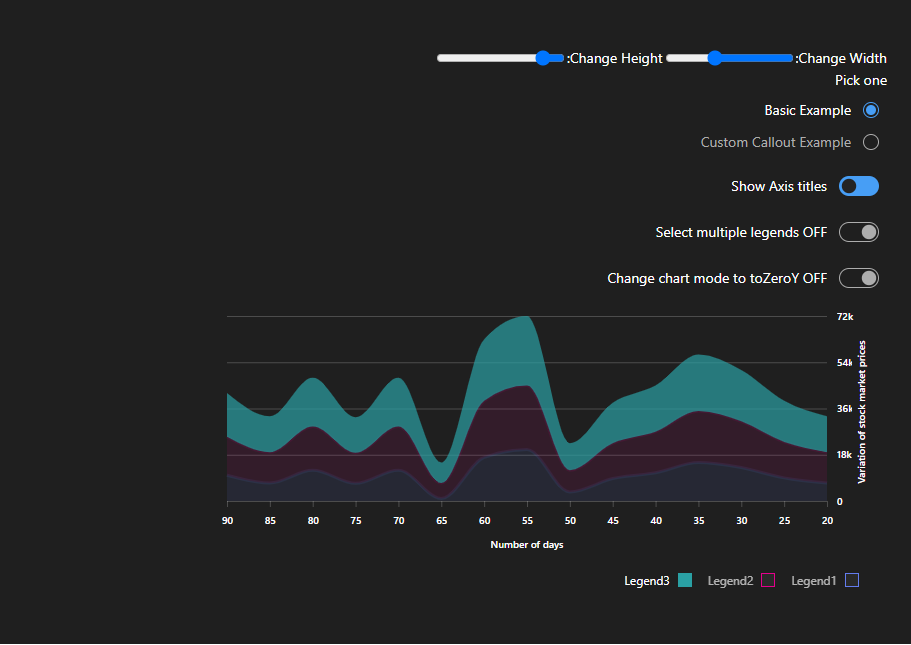 :Change Height :Change Width
Pick one
Basic Example
Custom Callout Example
Show Axis titles
Select multiple legends OFF
Change chart mode to toZeroY OFF
72k
54k
36k
18k
0
Variation of stock market prices
90 85 80 75 70 65 60 55 50 45 40 35 30 25 20
Number of days
Legend3 Legend2 Legend1